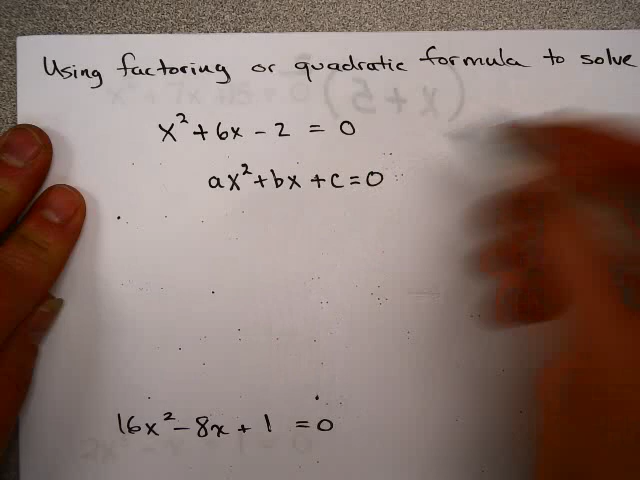 Using factoring or quadratic formula to solve
x² + 6x - 2 = 0
ax² + bx + c = 0
16x² - 8x + 1 = 0